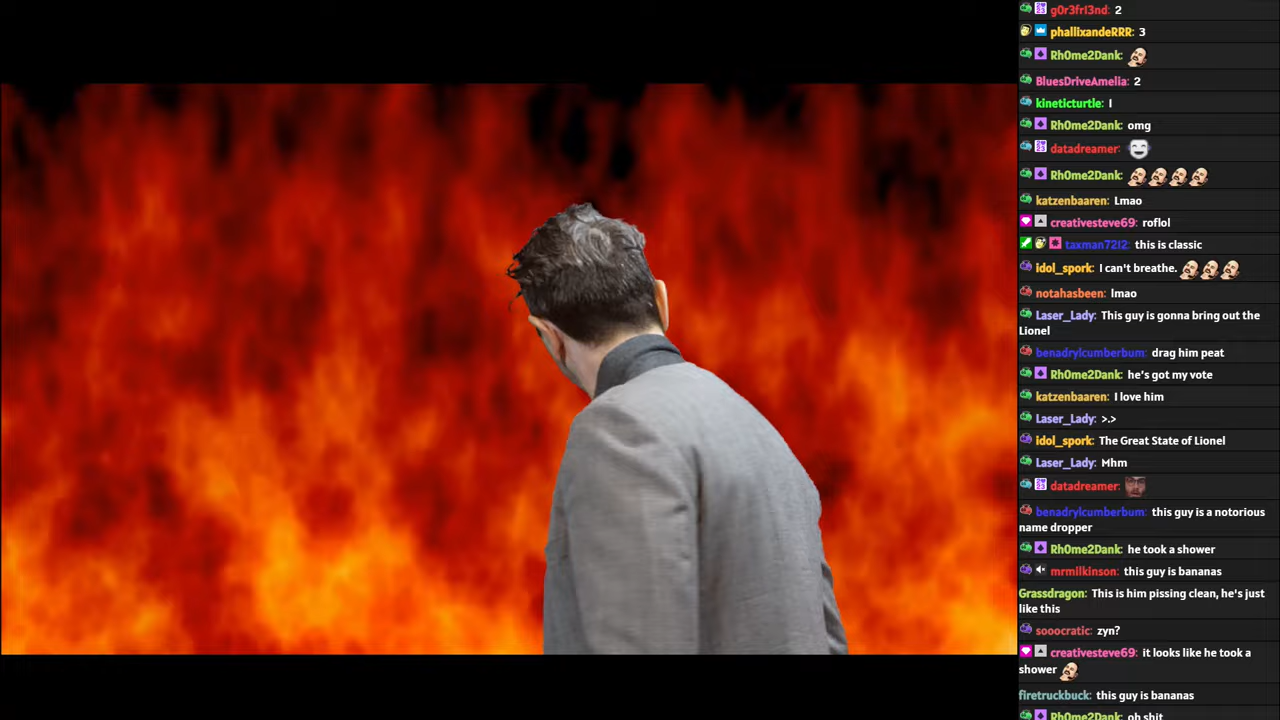 g0r3fr13nd: 2
phallixandeRRR: 3
Rh0me2Dank:
BluesDriveAmelia: 2
kineticturtle: I
Rh0me2Dank: omg
datadreamer:
Rh0me2Dank:
katzenbaaren: Lmao
creativesteve69: roflol
taxman7212: this is classic
idol_spork: I can't breathe.
notahasbeen: lmao
Laser_Lady: This guy is gonna bring out the
Lionel
benadrylcumberbum: drag him peat
Rh0me2Dank: he's got my vote
katzenbaaren: I love him
Laser_Lady: >.>
idol_spork: The Great State of Lionel
Laser_Lady: Mhm
datadreamer:
benadrylcumberbum: this guy is a notorious
name dropper
Rh0me2Dank: he took a shower
mrmilkinson: this guy is bananas
Grassdragon: This is him pissing clean, he's just
like this
sooocratic: zyn?
creativesteve69: it looks like he took a
shower
firetruckbuck: this guy is bananas
Rh0me2Dank: oh shit